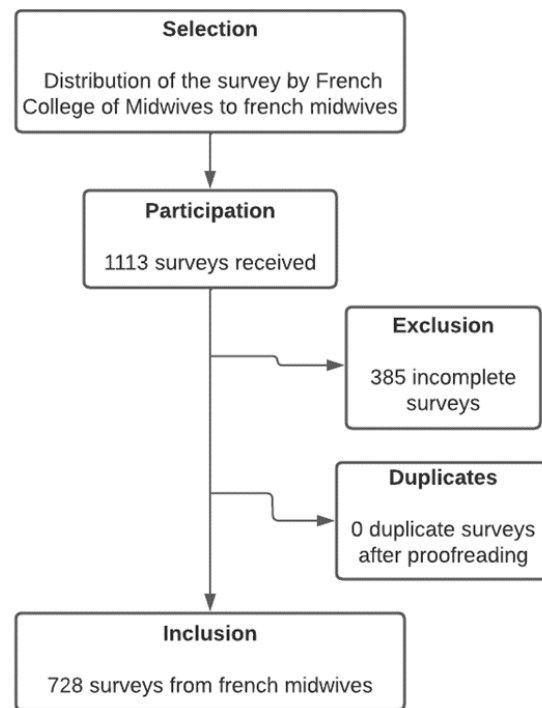 Selection
Distribution of the survey by French
College of Midwives to french midwives
Participation
1113 surveys received
Exclusion
385 incomplete
surveys
Duplicates
0 duplicate surveys
after proofreading
Inclusion
728 surveys from french midwives